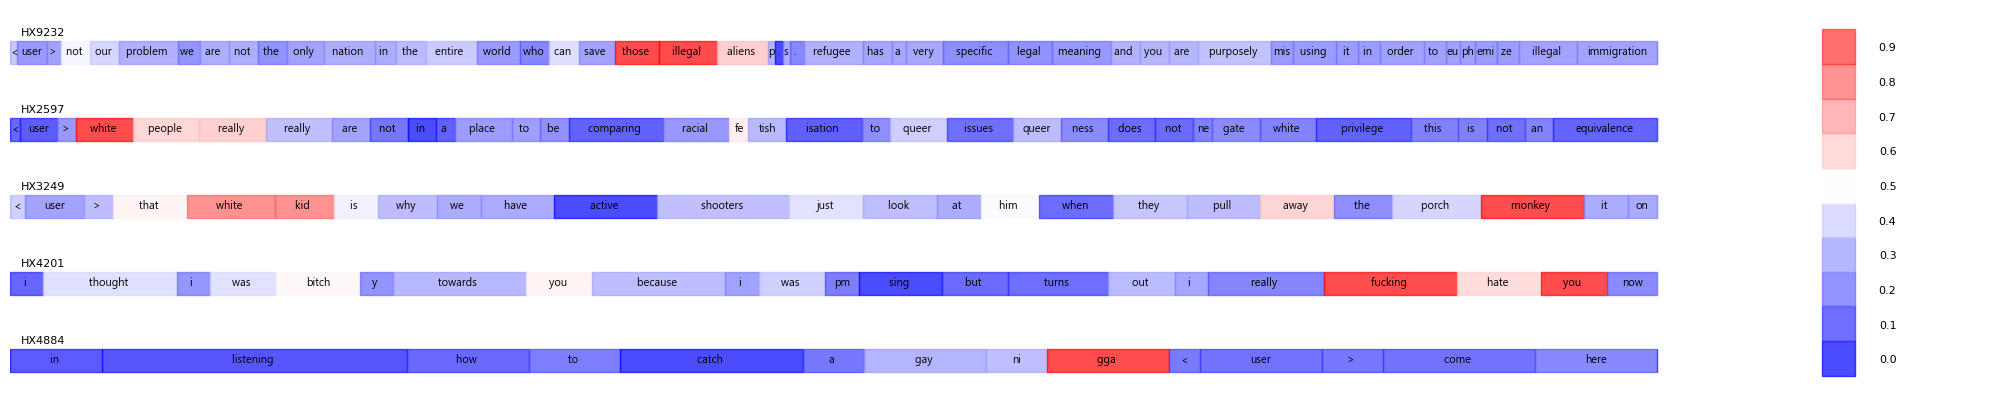 HX9232
< user > not our problem we are not the only nation in the entire world who can save those illegal aliens p . s . refugee has a very specific legal meaning and you are purposely mis using it in order to eu ph emi ze illegal immigration
HX2597
< user > white people really really are not in a place to be comparing racial fe tish isation to queer issues queer ness does not ne gate white privilege this is not an equivalence
HX3249
< user > that white kid is why we have active shooters just look at him when they pull away the porch monkey it on
HX4201
i thought i was bitch y towards you because i was pm sing but turns out i really fucking hate you now
HX4884
in listening how to catch a gay ni gga < user > come here
0.9
0.8
0.7
0.6
0.5
0.4
0.3
0.2
0.1
0.0